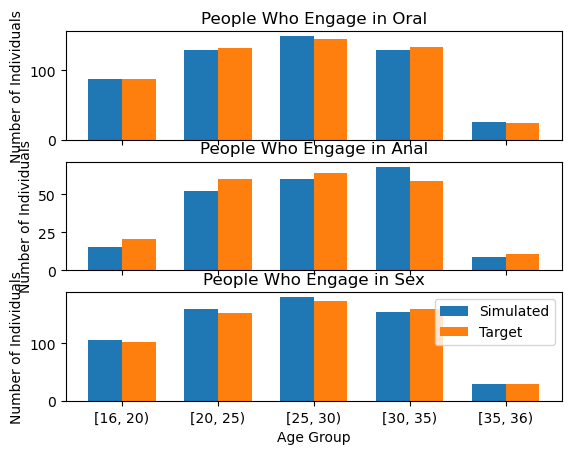 People Who Engage in Oral
Number of Individuals
100
0
People Who Engage in Anal
Number of Individuals
50
25
0
People Who Engage in Sex
Number of Individuals
100
0
Simulated
Target
[16, 20)
[20, 25)
[25, 30)
[30, 35)
[35, 36)
Age Group